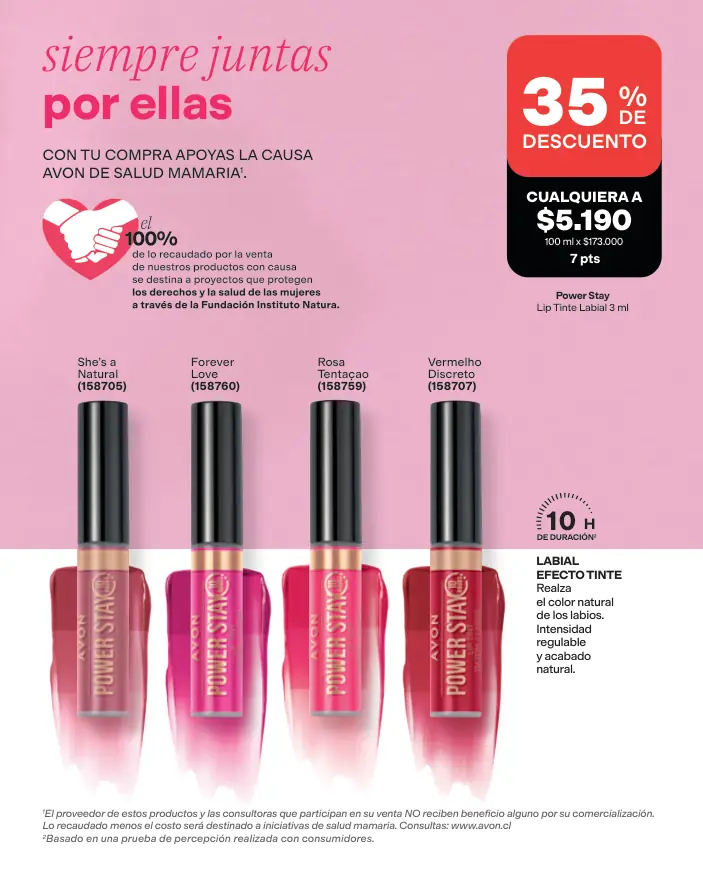 siempre juntas
por ellas
CON TU COMPRA APOYAS LA CAUSA
AVON DE SALUD MAMARIA¹.
el
100%
de lo recaudado por la venta
de nuestros productos con causa
se destina a proyectos que protegen
los derechos y la salud de las mujeres
a través de la Fundación Instituto Natura.
35 %
DE
DESCUENTO
CUALQUIERA A
$5.190
100 ml x $173.000
7 pts
Power Stay
Lip Tinte Labial 3 ml
She's a
Natural
(158705)
Forever
Love
(158760)
Rosa
Tentaçao
(158759)
Vermelho
Discreto
(158707)
AVON
POWER STAY
AVON
POWER STAY
AVON
POWER STAY
AVON
POWER STAY
10 H
DE DURACIÓN²
LABIAL
EFECTO TINTE
Realza
el color natural
de los labios.
Intensidad
regulable
y acabado
natural.
¹El proveedor de estos productos y las consultoras que participan en su venta NO reciben beneficio alguno por su comercialización.
Lo recaudado menos el costo será destinado a iniciativas de salud mamaria. Consultas: www.avon.cl
²Basado en una prueba de percepción realizada con consumidores.